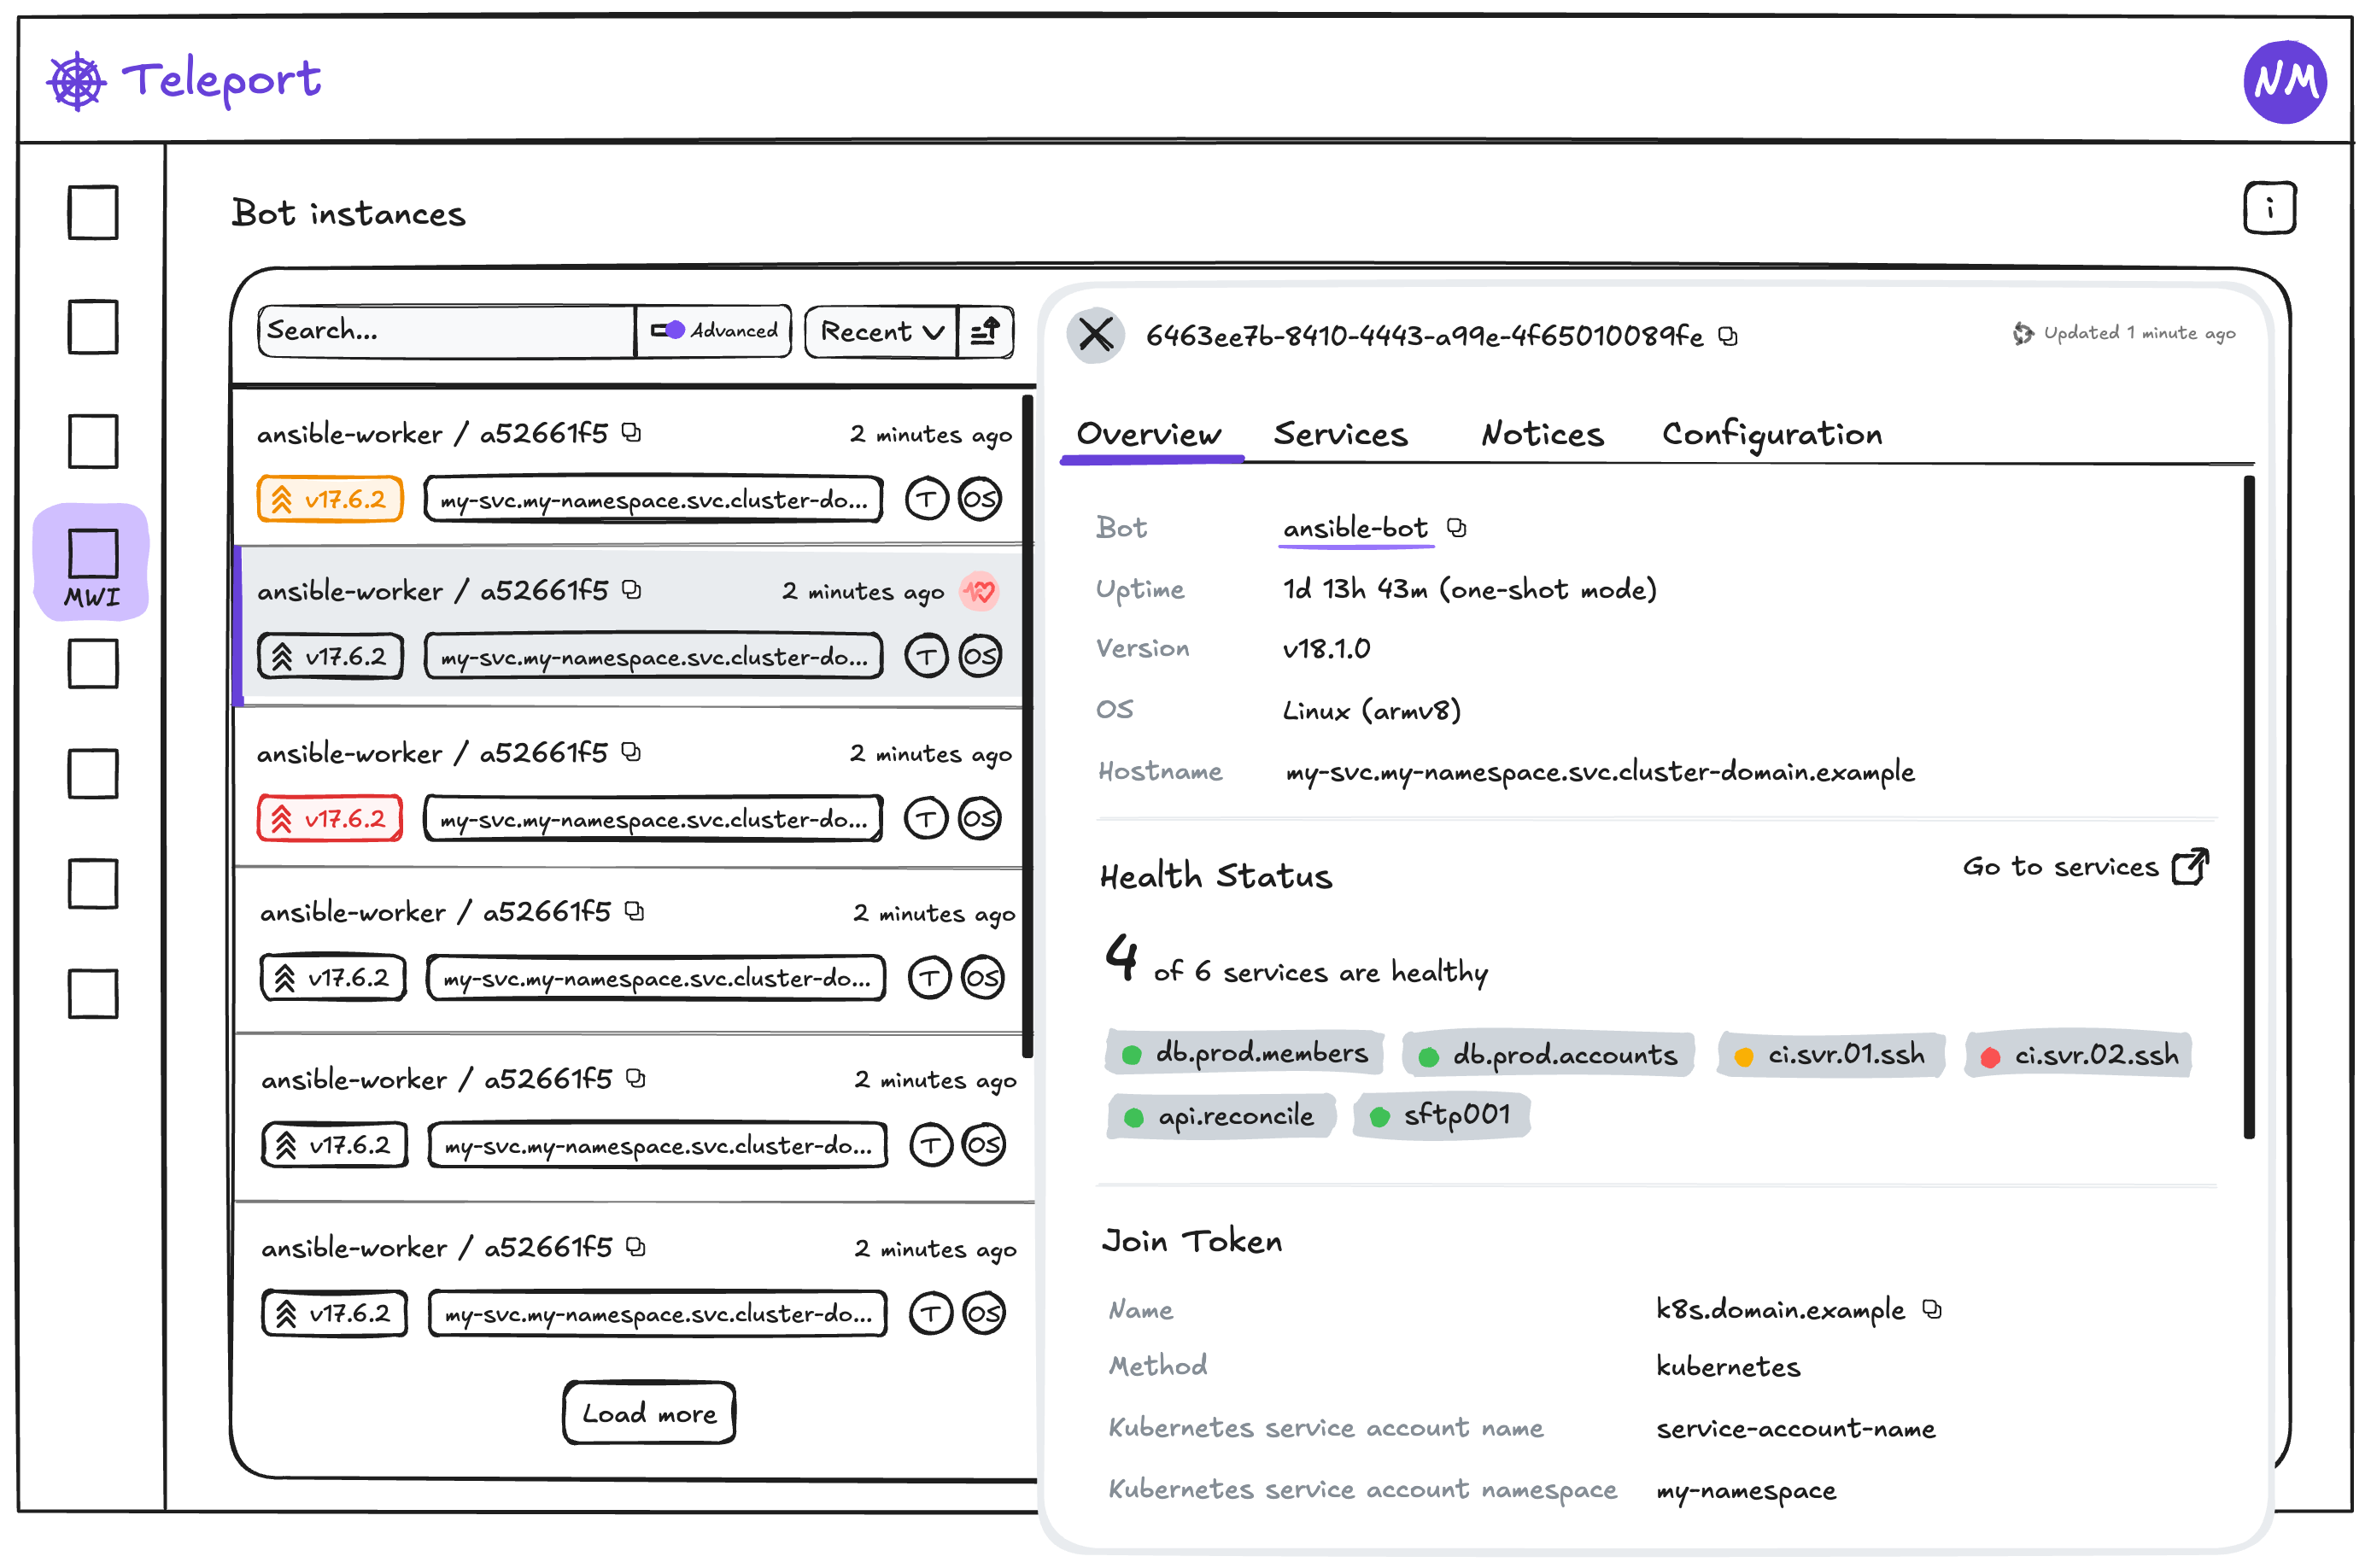 Teleport
NM
Bot instances
i
Search...
Advanced
Recent
ansible-worker / a52661f5
2 minutes ago
v17.6.2
my-svc.my-namespace.svc.cluster-do...
T
OS
ansible-worker / a52661f5
2 minutes ago
v17.6.2
my-svc.my-namespace.svc.cluster-do...
T
OS
MWI
ansible-worker / a52661f5
2 minutes ago
v17.6.2
my-svc.my-namespace.svc.cluster-do...
T
OS
ansible-worker / a52661f5
2 minutes ago
v17.6.2
my-svc.my-namespace.svc.cluster-do...
T
OS
ansible-worker / a52661f5
2 minutes ago
v17.6.2
my-svc.my-namespace.svc.cluster-do...
T
OS
ansible-worker / a52661f5
2 minutes ago
v17.6.2
my-svc.my-namespace.svc.cluster-do...
T
OS
Load more
6463ee7b-8410-4443-a99e-4f65010089fe
Updated 1 minute ago
Overview
Services
Notices
Configuration
Bot
ansible-bot
Uptime
1d 13h 43m (one-shot mode)
Version
v18.1.0
OS
Linux (armv8)
Hostname
my-svc.my-namespace.svc.cluster-domain.example
Health Status
Go to services
4 of 6 services are healthy
db.prod.members
db.prod.accounts
ci.svr.01.ssh
ci.svr.02.ssh
api.reconcile
sftp001
Join Token
Name
k8s.domain.example
Method
kubernetes
Kubernetes service account name
service-account-name
Kubernetes service account namespace
my-namespace